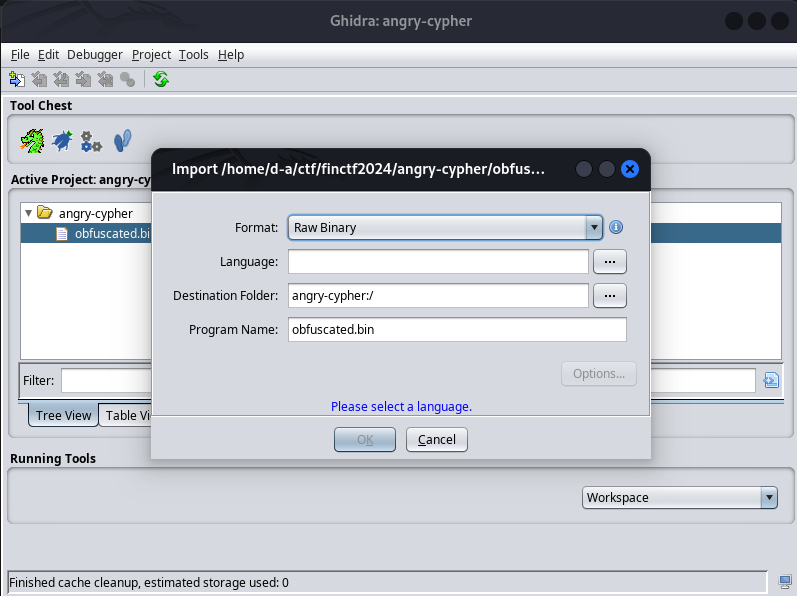 Ghidra: angry-cypher
File Edit Debugger Project Tools Help
Tool Chest
Import /home/d-a/ctf/finctf2024/angry-cypher/obfus...
Active Project: angry-cy
angry-cypher
obfuscated.bi
Format: Raw Binary
Language: ...
Destination Folder: angry-cypher:/ ...
Program Name: obfuscated.bin
Options...
Filter:
Please select a language.
Tree View Table Vi
OK Cancel
Running Tools
Workspace
Finished cache cleanup, estimated storage used: 0